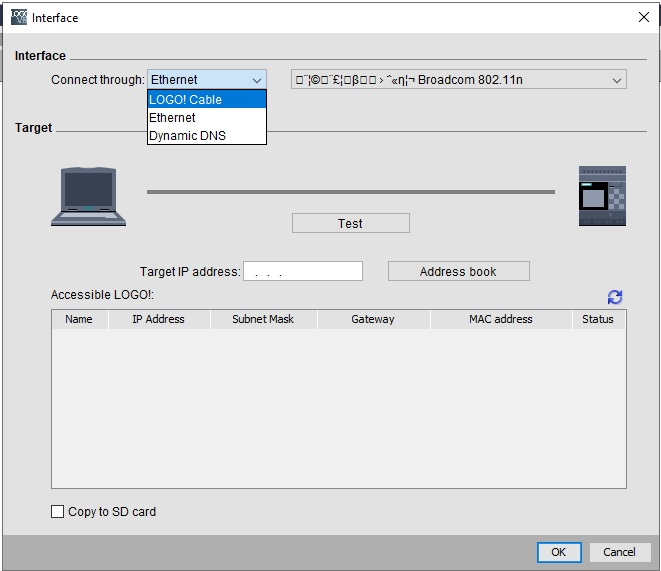 Interface
Interface
Connect through: Ethernet
Broadcom 802.11n
LOGO! Cable
Ethernet
Dynamic DNS
Target
Test
Target IP address: . . .
Address book
Accessible LOGO!:
Name IP Address Subnet Mask Gateway MAC address Status
Copy to SD card
OK Cancel